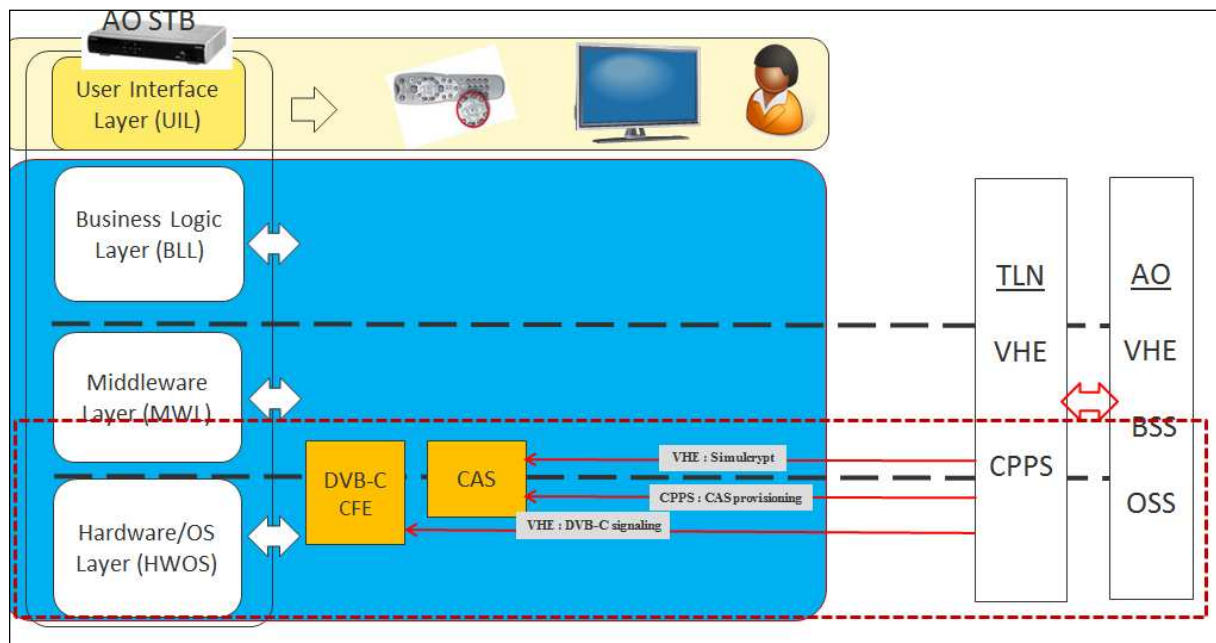 AO STB
User Interface
Layer (UIL)
Business Logic
Layer (BLL)
Middleware
Layer (MWL)
Hardware/OS
Layer (HWOS)
DVB-C
CFE
CAS
VHE : Simulcrypt
CPPS : CAS provisioning
VHE : DVB-C signaling
TLN
VHE
CPPS
AO
VHE
BSS
OSS